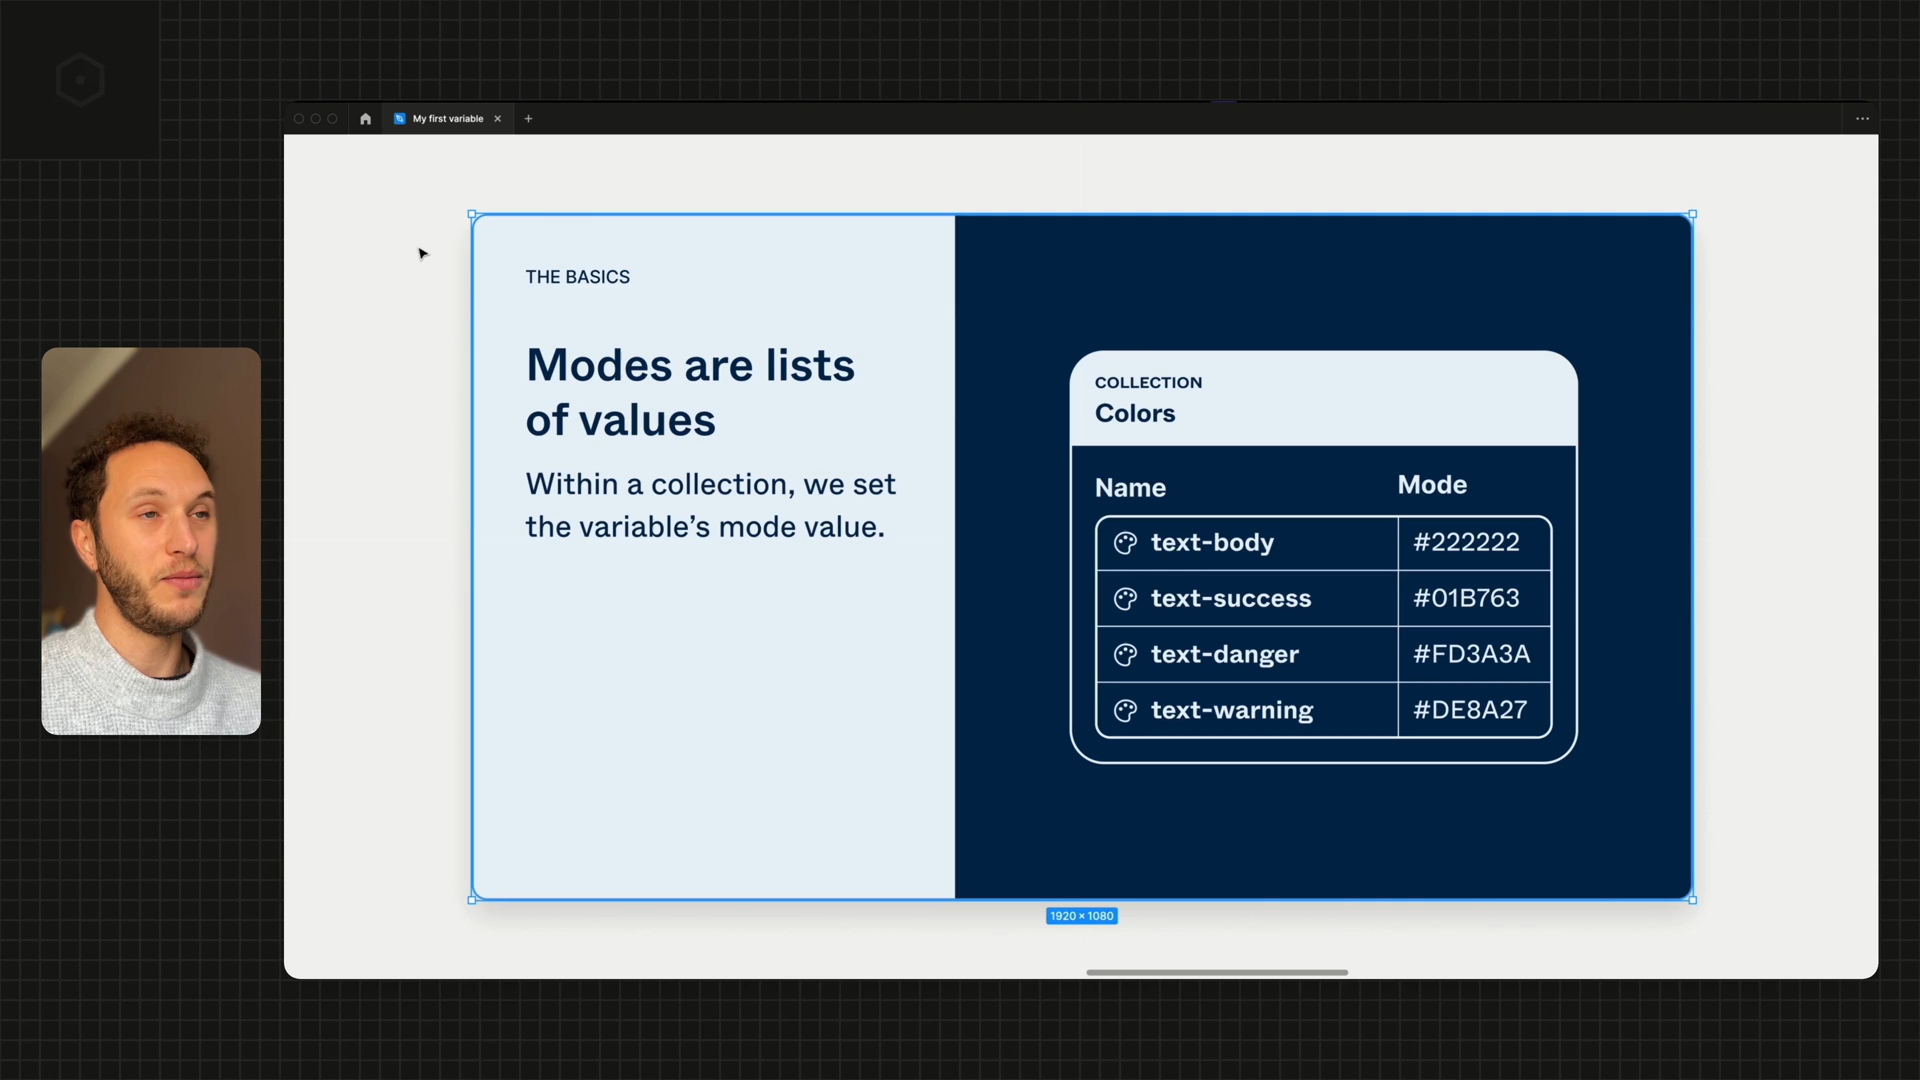 My first variable
THE BASICS
Modes are lists
of values
Within a collection, we set
the variable’s mode value.
COLLECTION
Colors
Name Mode
text-body #222222
text-success #01B763
text-danger #FD3A3A
text-warning #DE8A27
1920 × 1080